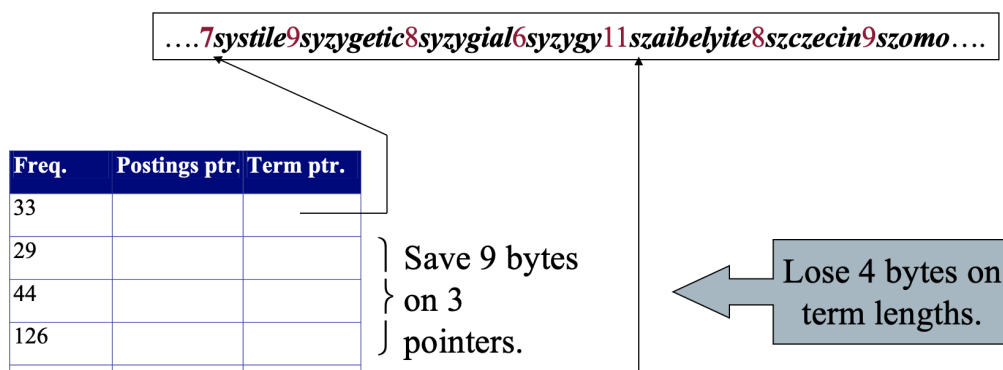 ….7systile9syzygetic8syzygial6syzygy11szaibelyite8szczecin9szomo….
Freq. Postings ptr. Term ptr.
33
29
44
126
Save 9 bytes
on 3
pointers.
Lose 4 bytes on
term lengths.